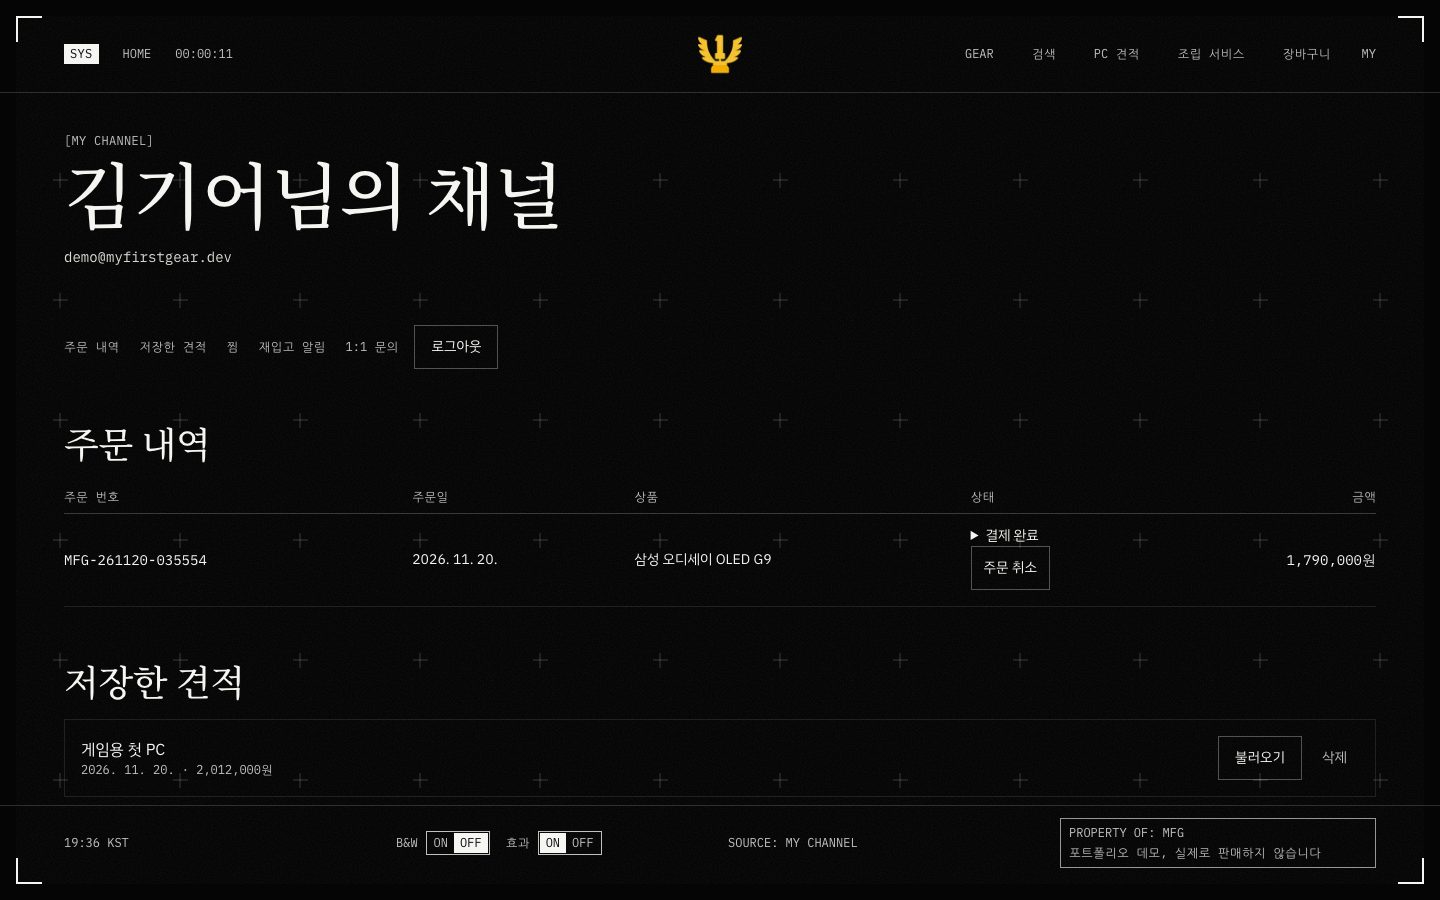 SYS HOME 00:00:11 GEAR 검색 PC 견적 조립 서비스 장바구니 MY
[MY CHANNEL]
김기어님의 채널
demo@myfirstgear.dev
주문 내역 저장한 견적 찜 재입고 알림 1:1 문의 로그아웃
주문 내역
주문 번호 주문일 상품 상태 금액
▶ 결제 완료
MFG-261120-035554 2026. 11. 20. 삼성 오디세이 OLED G9 1,790,000원
주문 취소
저장한 견적
게임용 첫 PC
2026. 11. 20. · 2,012,000원
불러오기 삭제
19:36 KST B&W ON OFF 효과 ON OFF SOURCE: MY CHANNEL
PROPERTY OF: MFG
포트폴리오 데모, 실제로 판매하지 않습니다